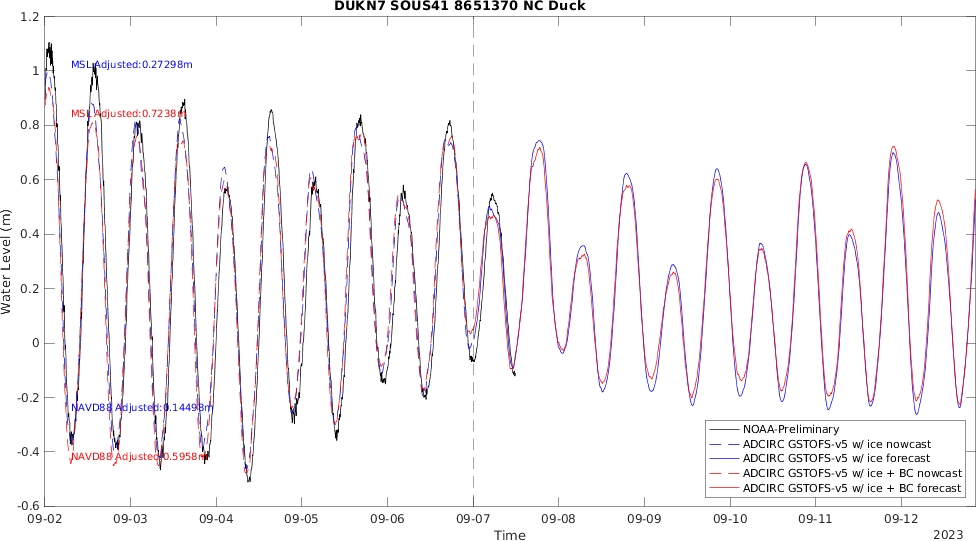 DUKN7 SOUS41 8651370 NC Duck
1.2
1
0.8
0.6
0.4
0.2
0
-0.2
-0.4
-0.6
Water Level (m)
MSL Adjusted:0.27298m
MSL Adjusted:0.7238m
NAVD88 Adjusted:0.14498m
NAVD88 Adjusted:0.5958m
NOAA-Preliminary
ADCIRC GSTOFS-v5 w/ ice nowcast
ADCIRC GSTOFS-v5 w/ ice forecast
ADCIRC GSTOFS-v5 w/ ice + BC nowcast
ADCIRC GSTOFS-v5 w/ ice + BC forecast
09-02 09-03 09-04 09-05 09-06 09-07 09-08 09-09 09-10 09-11 09-12
Time
2023